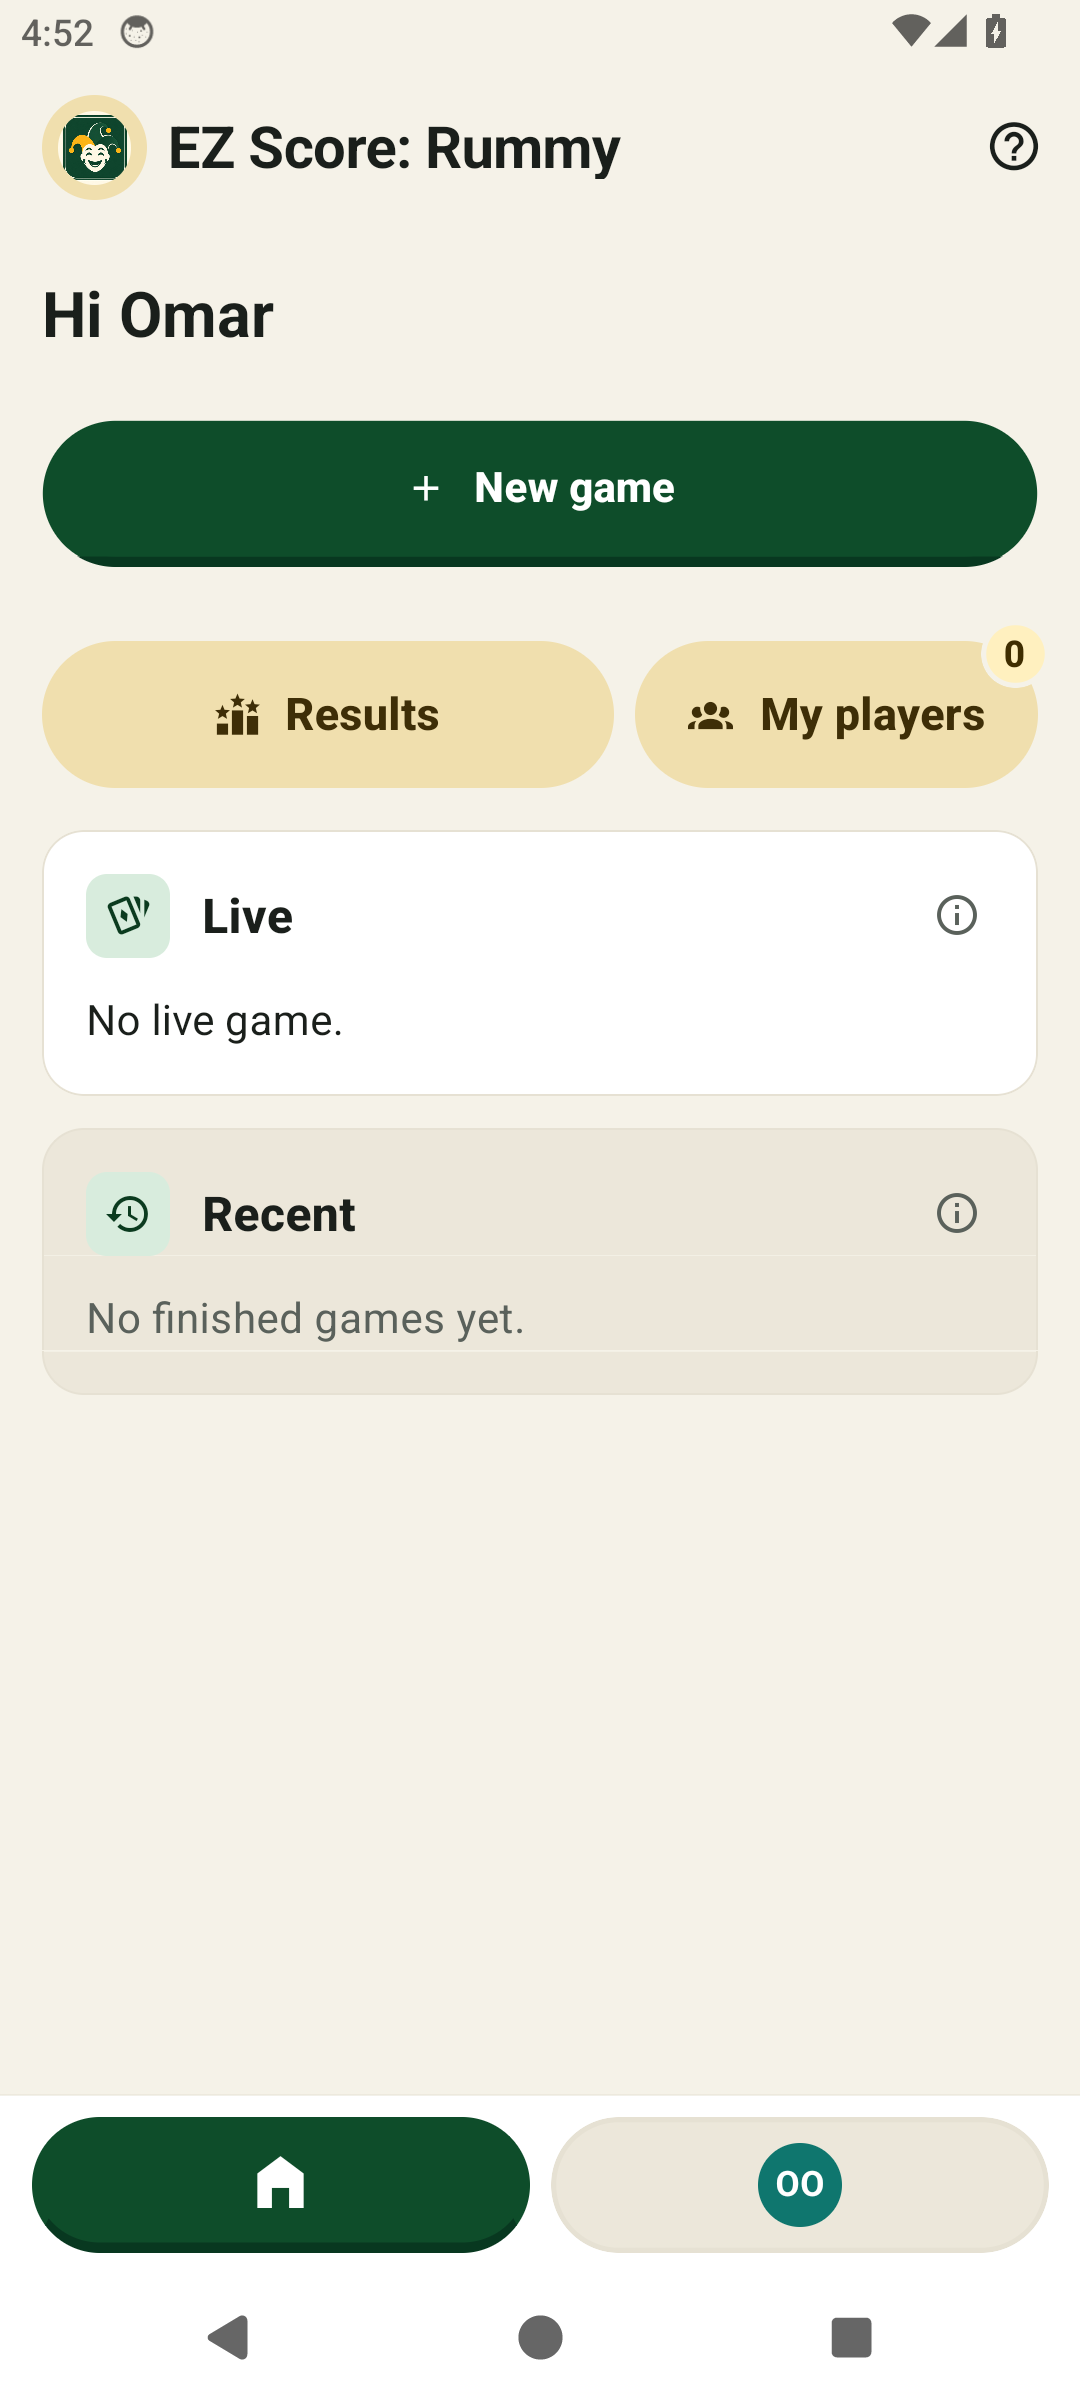 4:52
EZ Score: Rummy
Hi Omar
New game
0
Results
My players
Live
No live game.
Recent
No finished games yet.
OO